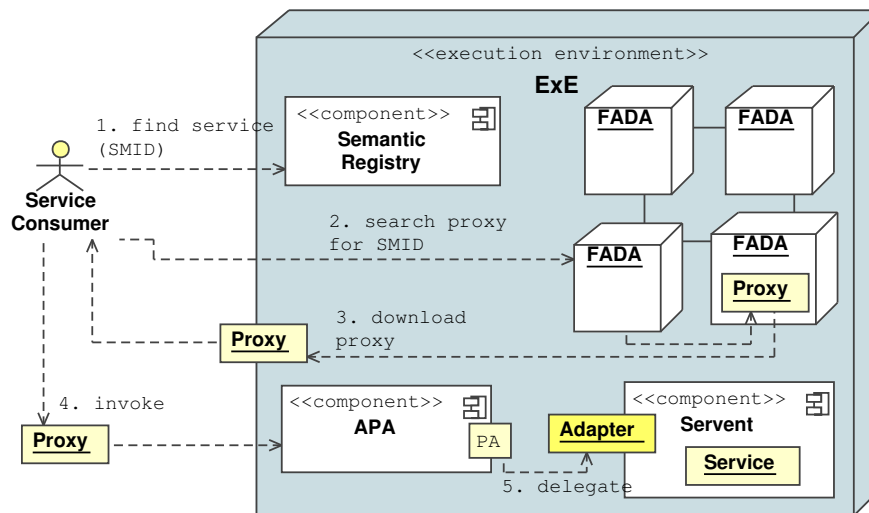 <<execution environment>>
ExE
1. find service
(SMID)
<<component>>
Semantic
Registry
FADA
FADA
Service
Consumer
2. search proxy
for SMID
FADA
FADA
Proxy
3. download
proxy
Proxy
4. invoke
Proxy
<<component>>
APA
PA
<<component>>
Servent
Adapter
Service
5. delegate